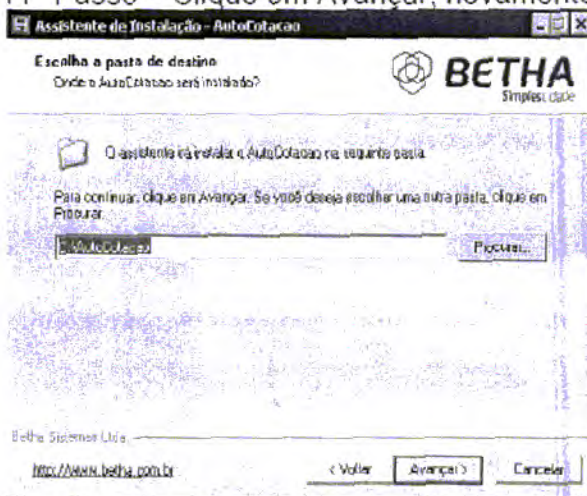 Passo - Clique em Avançar, novamente
Assistente de Instalação - AutoCotacao
Escolha a pasta de destino
Onde o AutoCotacao será instalado?
BETHA
Simplicidade
O assistente irá instalar o AutoCotacao na seguinte pasta.
Para continuar, clique em Avançar. Se você deseja escolher uma outra pasta, clique em
Procurar.
C:\AutoCotacao
Procurar...
Betha Sistemas Ltda.
http://www.betha.com.br
< Voltar
Avançar >
Cancelar